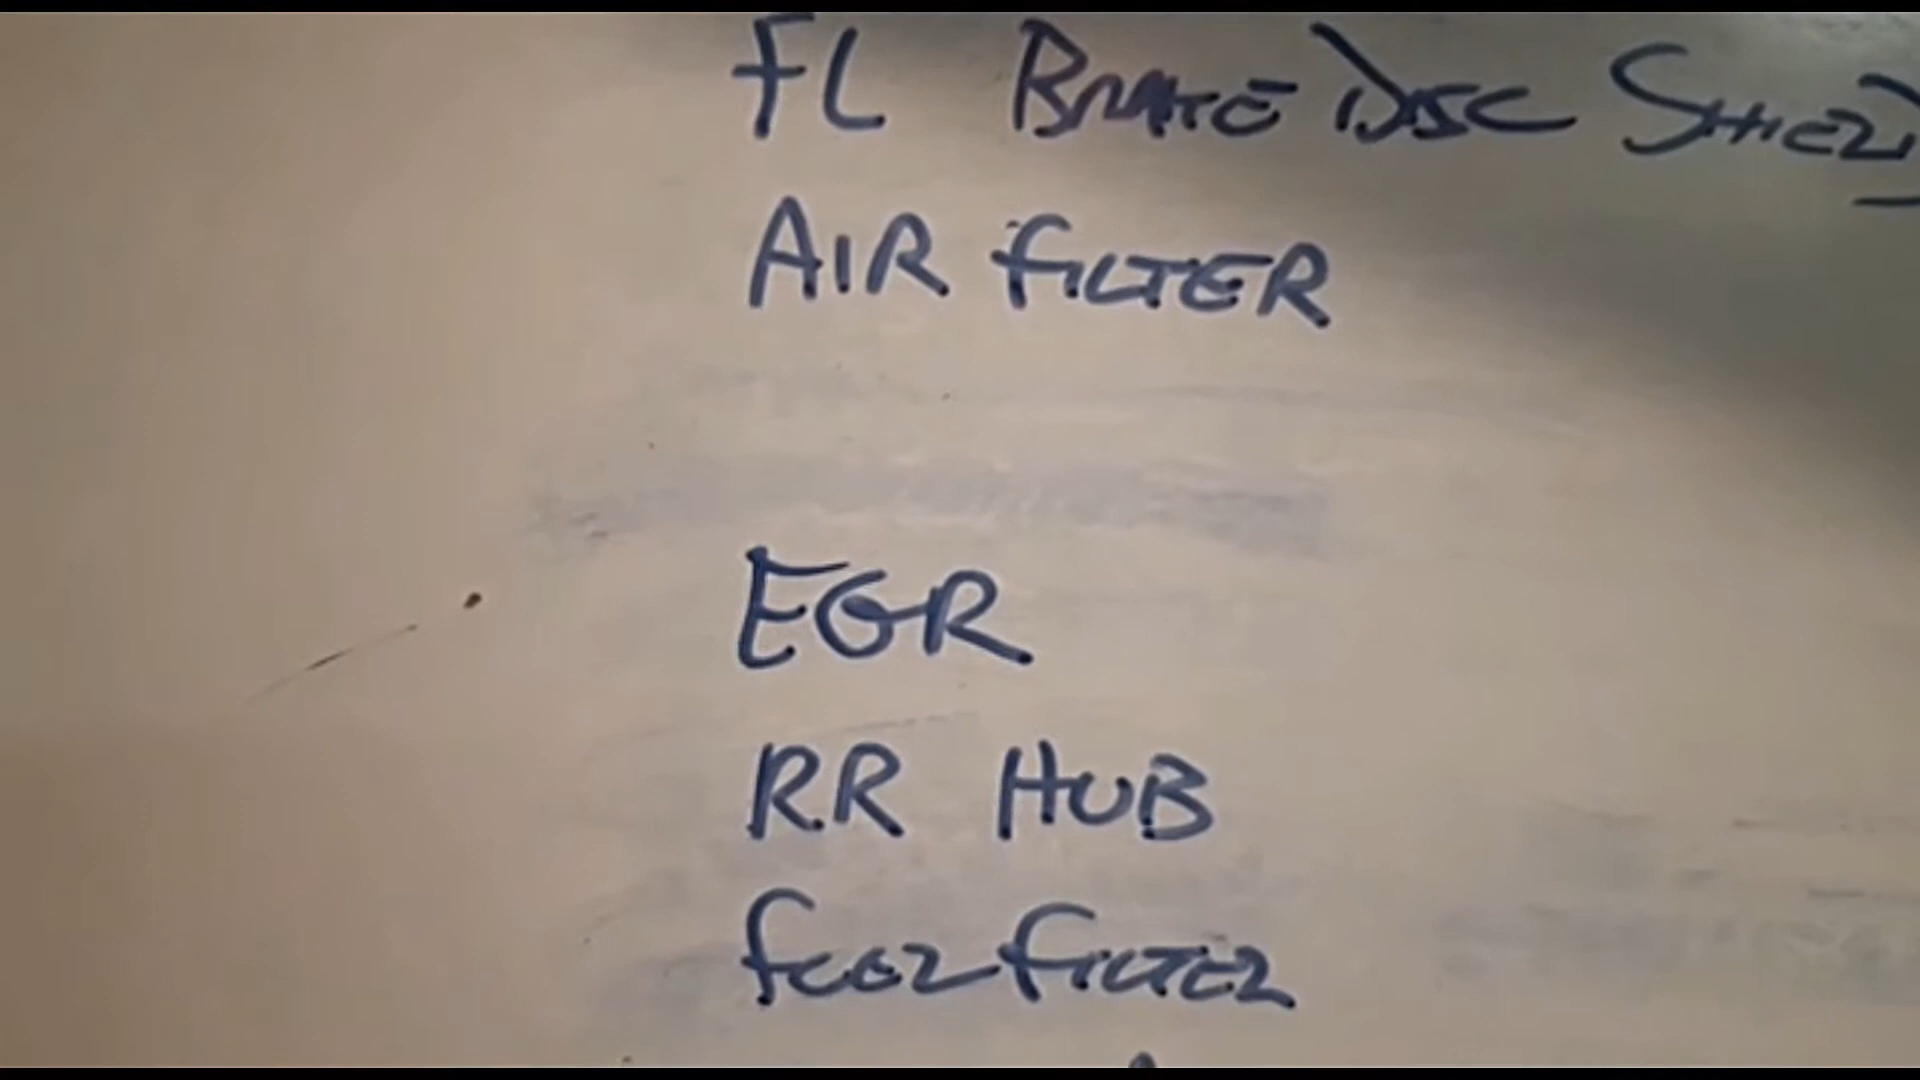 FL BRAKE DISC SHIELD
AIR FILTER
EGR
RR HUB
FUEL FILTER